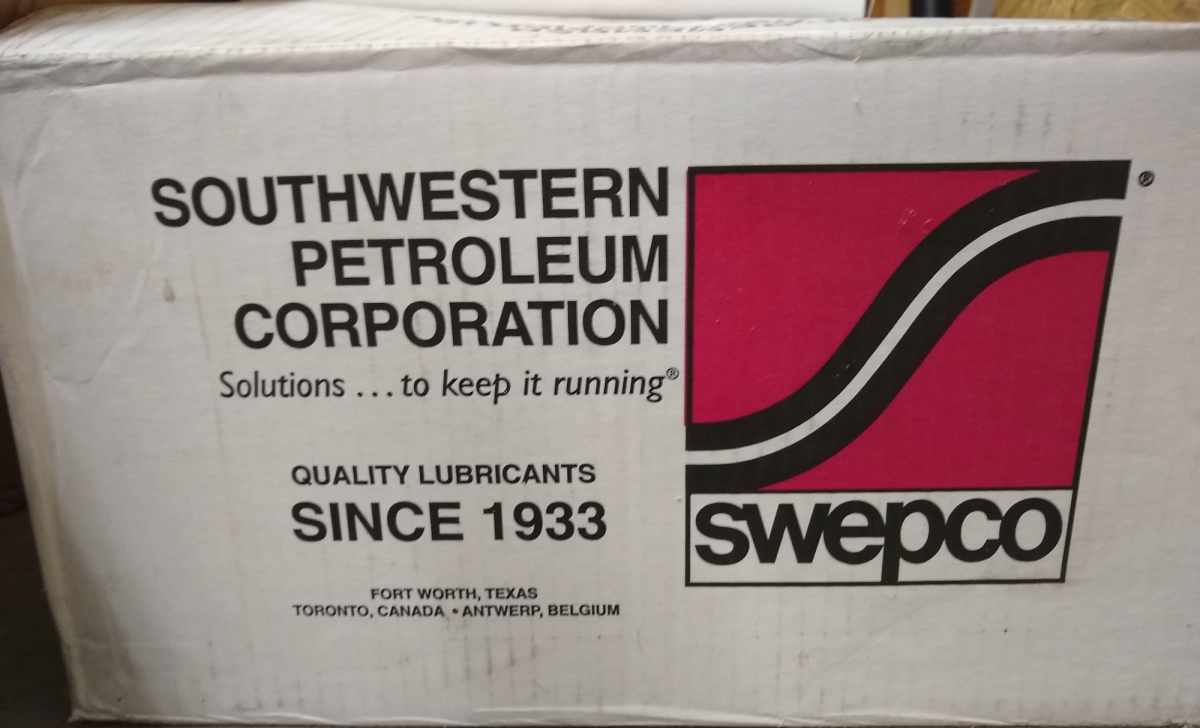 SOUTHWESTERN
PETROLEUM
CORPORATION
Solutions ... to keep it running®
QUALITY LUBRICANTS
SINCE 1933
FORT WORTH, TEXAS
TORONTO, CANADA • ANTWERP, BELGIUM
®
swepco